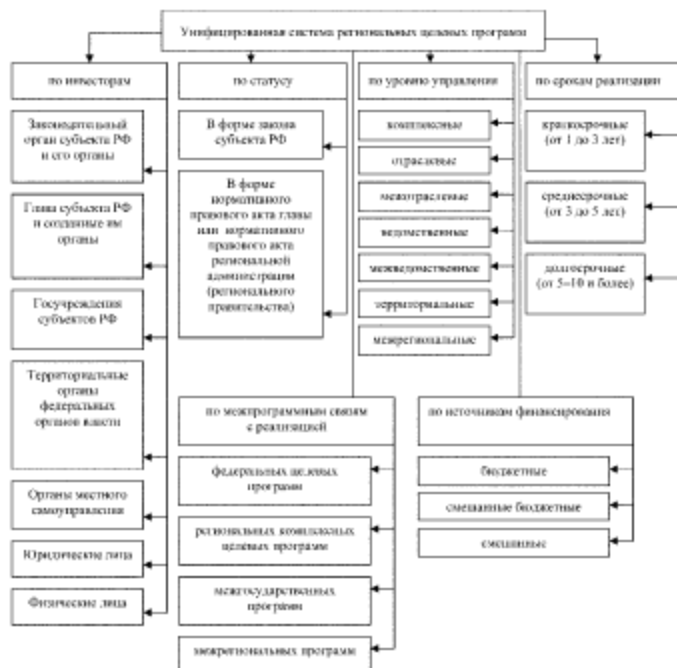 Унифицированная система региональных целевых программ
по инвесторам
Законодательный
орган субъекта РФ
и его органы
Глава субъекта РФ
и созданные им
органы
Госучреждения
субъектов РФ
Территориальные
органы
федеральных
органов власти
Органы местного
самоуправления
Юридические лица
Физические лица
по статусу
В форме закона
субъекта РФ
В форме
нормативного
правового акта главы
или нормативного
правового акта
региональной
администрации
(регионального
правительства)
по уровню управления
комплексные
отраслевые
межотраслевые
ведомственные
межведомственные
территориальные
межрегиональные
по срокам реализации
краткосрочные
(от 1 до 3 лет)
среднесрочные
(от 3 до 5 лет)
долгосрочные
(от 5–10 и более)
по межпрограммным связям
с реализацией
федеральных целевых
программ
региональных комплексных
целевых программ
межгосударственных
программ
межрегиональных программ
по источникам финансирования
бюджетные
смешанные бюджетные
смешанные